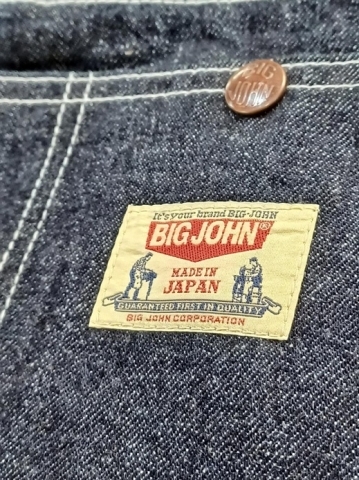 BIG
JOHN
It's your brand BIG-JOHN
BIG JOHN®
MADE IN
JAPAN
GUARANTEED FIRST IN QUALITY
BIG JOHN CORPORATION